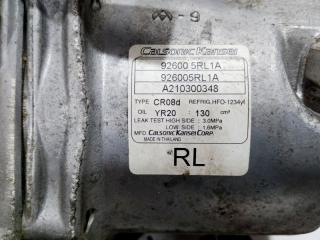 M-9
Calsonic Kansei
92600 5RL1A
926005RL1A
A210300348
TYPE CR08d REFRIG.HFO-1234yf
OIL YR20 : 130 cm³
LEAK TEST HIGH SIDE : 3.0MPa
LOW SIDE : 1.6MPa
MFD. CALSONIC KANSEI CORP.
MADE IN THAILAND
RL